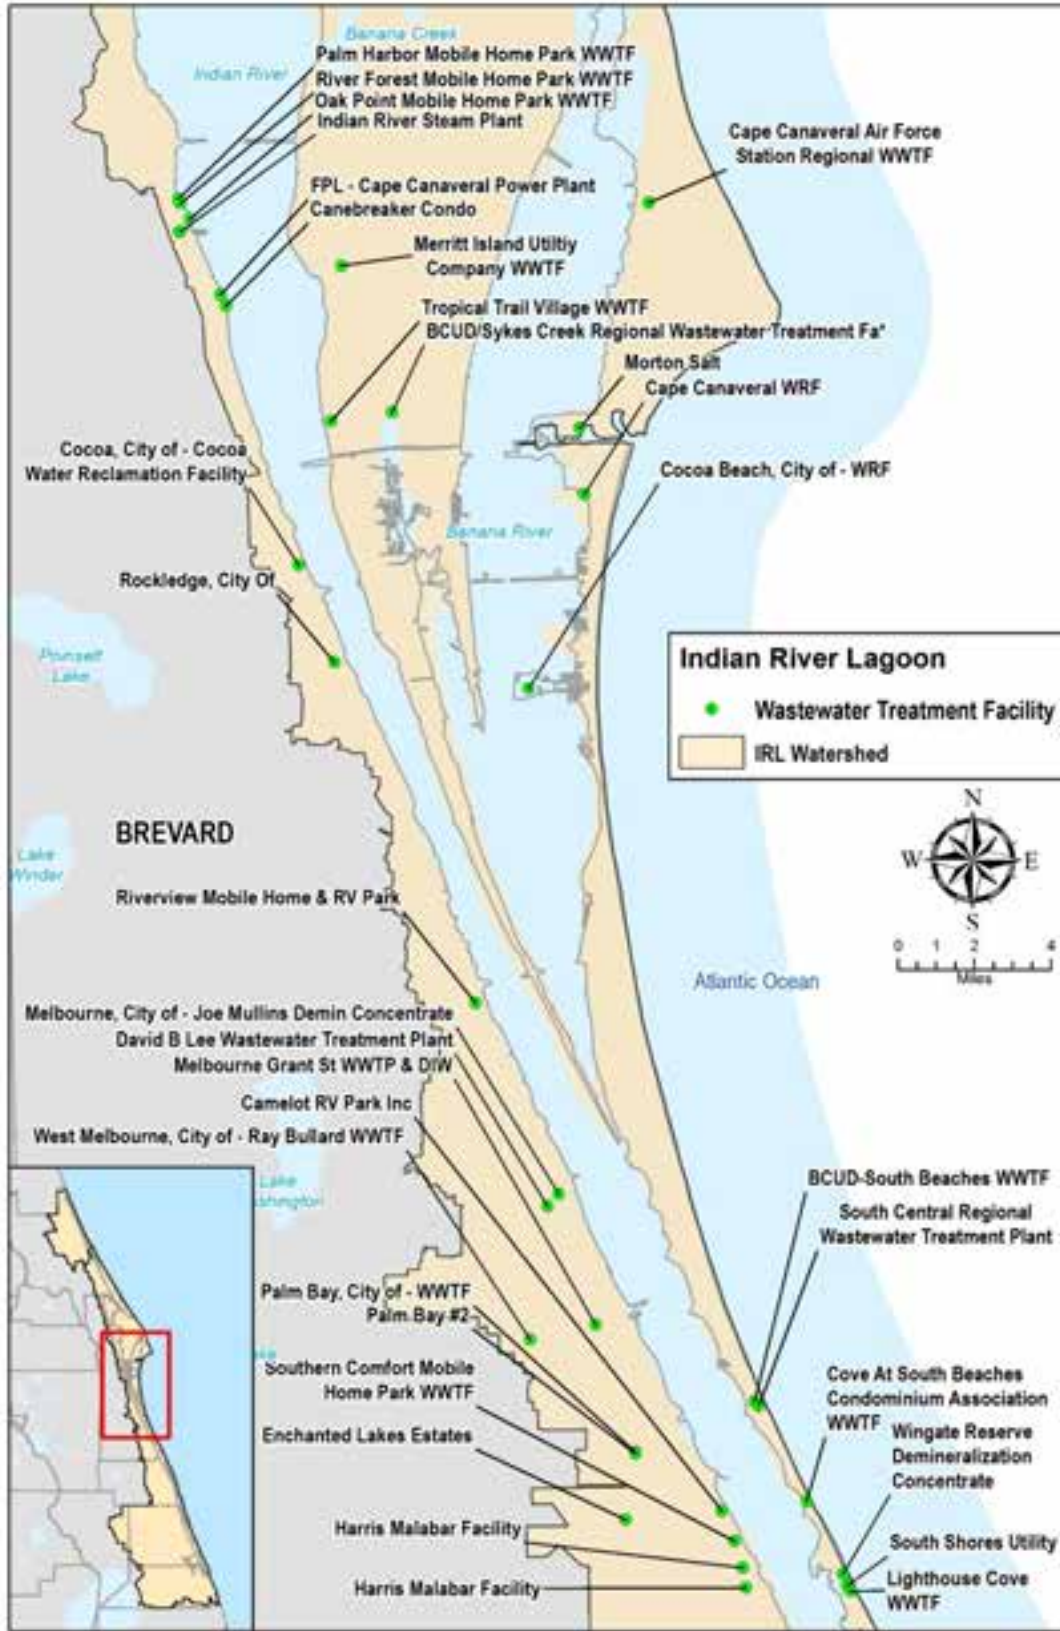 Banana Creek
Palm Harbor Mobile Home Park WWTF
Indian River
River Forest Mobile Home Park WWTF
Oak Point Mobile Home Park WWTF
Indian River Steam Plant
Cape Canaveral Air Force
Station Regional WWTF
FPL - Cape Canaveral Power Plant
Canebreaker Condo
Merritt Island Utiltiy
Company WWTF
Tropical Trail Village WWTF
BCUD/Sykes Creek Regional Wastewater Treatment Fa*
Morton Salt
Cape Canaveral WRF
Cocoa, City of - Cocoa
Water Reclamation Facility
Cocoa Beach, City of - WRF
Banana River
Rockledge, City Of
Poinsett
Lake
Indian River Lagoon
Wastewater Treatment Facility
IRL Watershed
N
W
E
S
BREVARD
Lake
Winder
Riverview Mobile Home & RV Park
0 1 2 4
Miles
Atlantic Ocean
Melbourne, City of - Joe Mullins Demin Concentrate
David B Lee Wastewater Treatment Plant
Melbourne Grant St WWTP & DIW
Camelot RV Park Inc
West Melbourne, City of - Ray Bullard WWTF
Lake
shington
BCUD-South Beaches WWTF
South Central Regional
Wastewater Treatment Plant
Palm Bay, City of - WWTF
Palm Bay #2
Southern Comfort Mobile
Home Park WWTF
Enchanted Lakes Estates
Cove At South Beaches
Condominium Association
WWTF
Wingate Reserve
Demineralization
Concentrate
Harris Malabar Facility
South Shores Utility
Harris Malabar Facility
Lighthouse Cove
WWTF